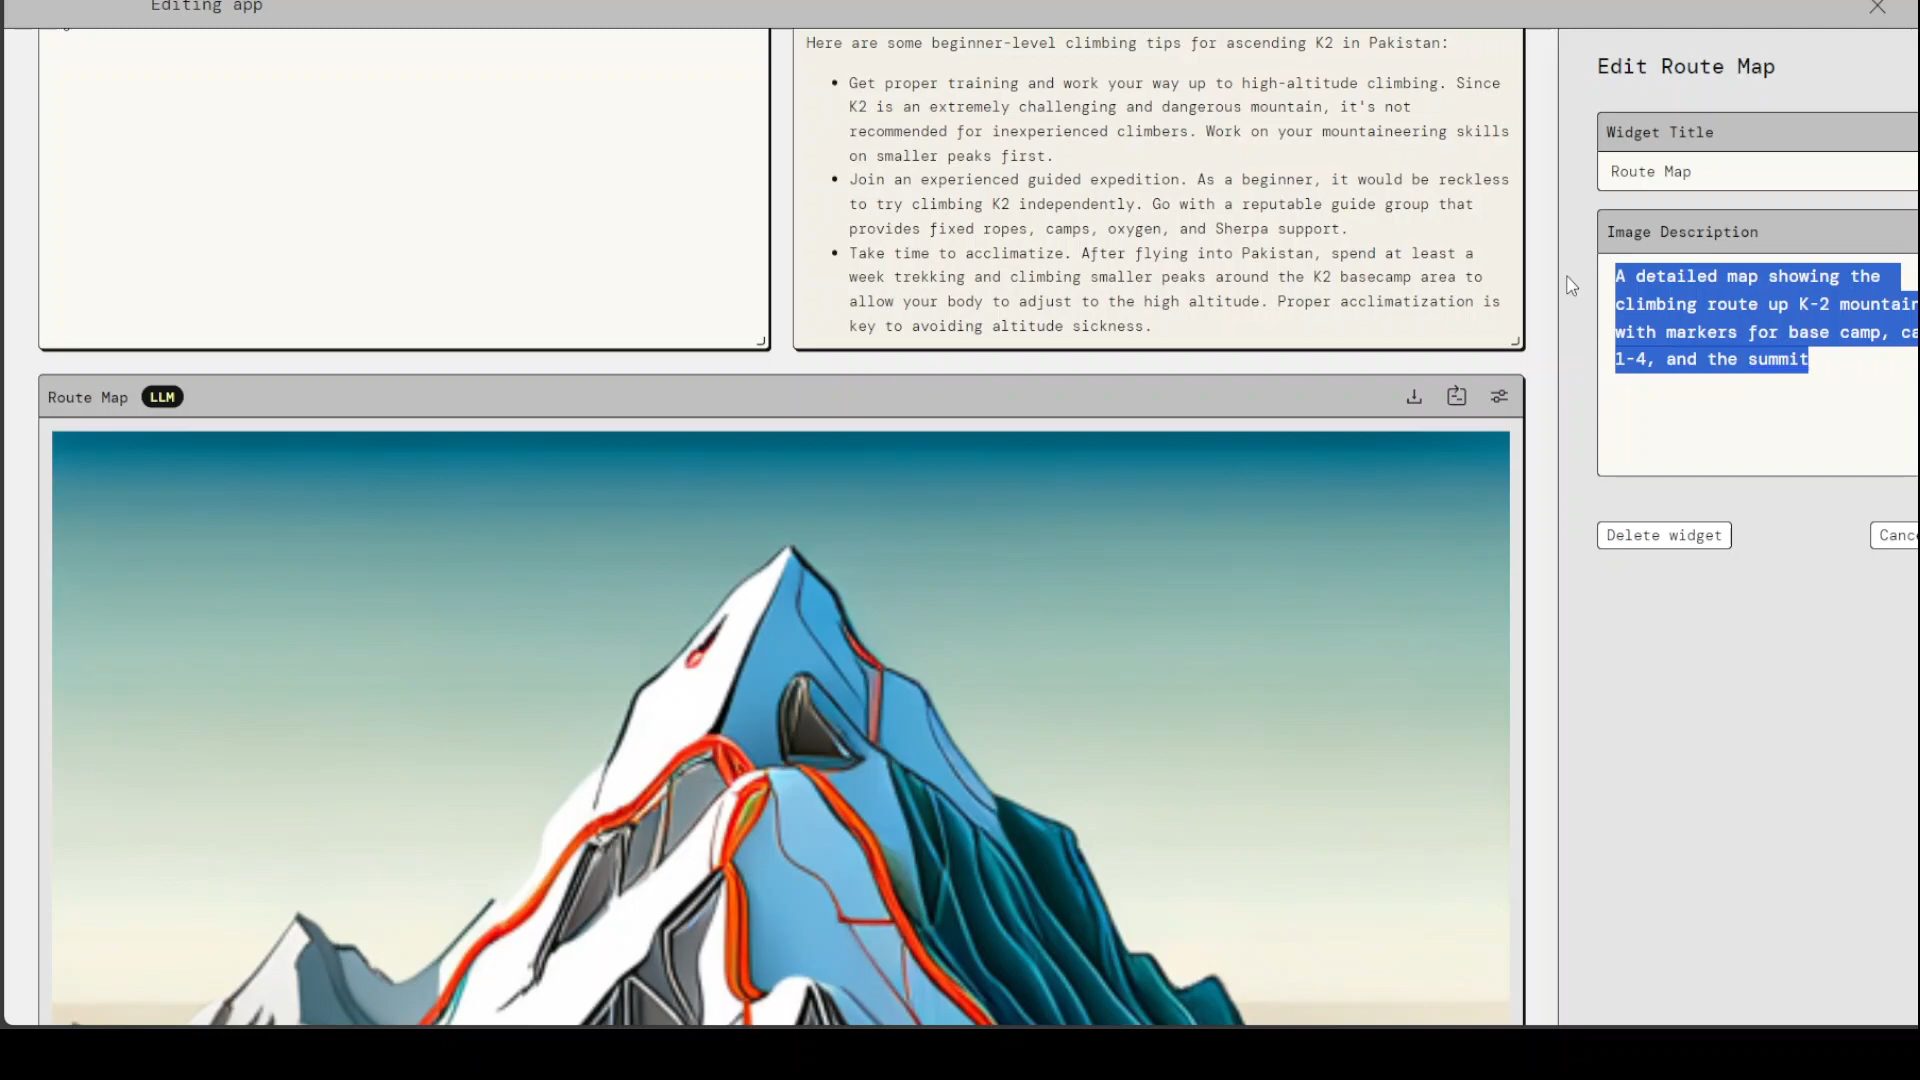 Editing app
Here are some beginner-level climbing tips for ascending K2 in Pakistan:
Get proper training and work your way up to high-altitude climbing. Since
K2 is an extremely challenging and dangerous mountain, it's not
recommended for inexperienced climbers. Work on your mountaineering skills
on smaller peaks first.
Join an experienced guided expedition. As a beginner, it would be reckless
to try climbing K2 independently. Go with a reputable guide group that
provides fixed ropes, camps, oxygen, and Sherpa support.
Take time to acclimatize. After flying into Pakistan, spend at least a
week trekking and climbing smaller peaks around the K2 basecamp area to
allow your body to adjust to the high altitude. Proper acclimatization is
key to avoiding altitude sickness.
Route Map LLM
Edit Route Map
Widget Title
Route Map
Image Description
A detailed map showing the
climbing route up K-2 mountain
with markers for base camp, ca
1-4, and the summit
Delete widget
Canc